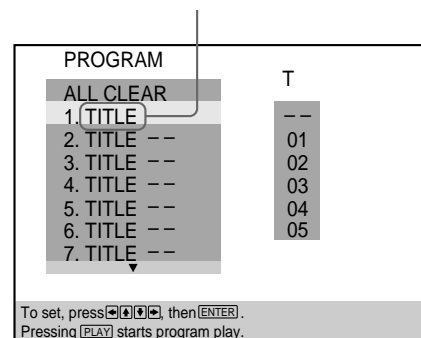 PROGRAM
T
ALL CLEAR
1. TITLE
– –
2. TITLE – –
01
3. TITLE – –
02
4. TITLE – –
03
5. TITLE – –
04
6. TITLE – –
05
7. TITLE – –
To set, press ←↑↓→, then ENTER.
Pressing PLAY starts program play.